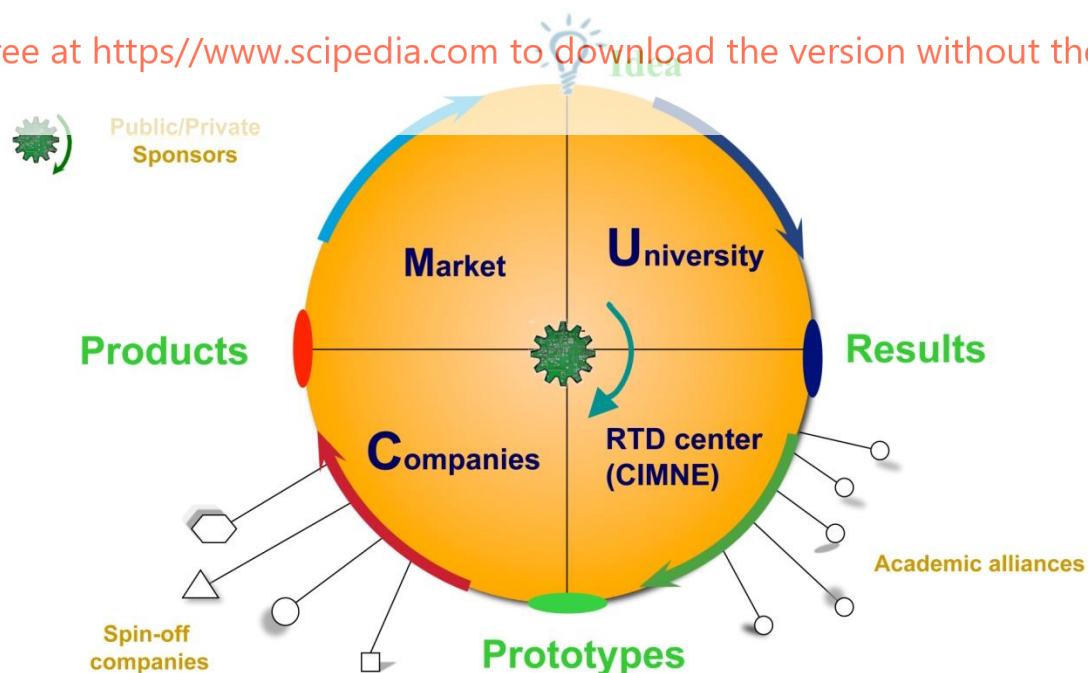 ree at https//www.scipedia.com to download the version without the
Idea
Public/Private
Sponsors
Market
University
Products
Results
Companies
RTD center
(CIMNE)
Academic alliances
Spin-off
companies
Prototypes